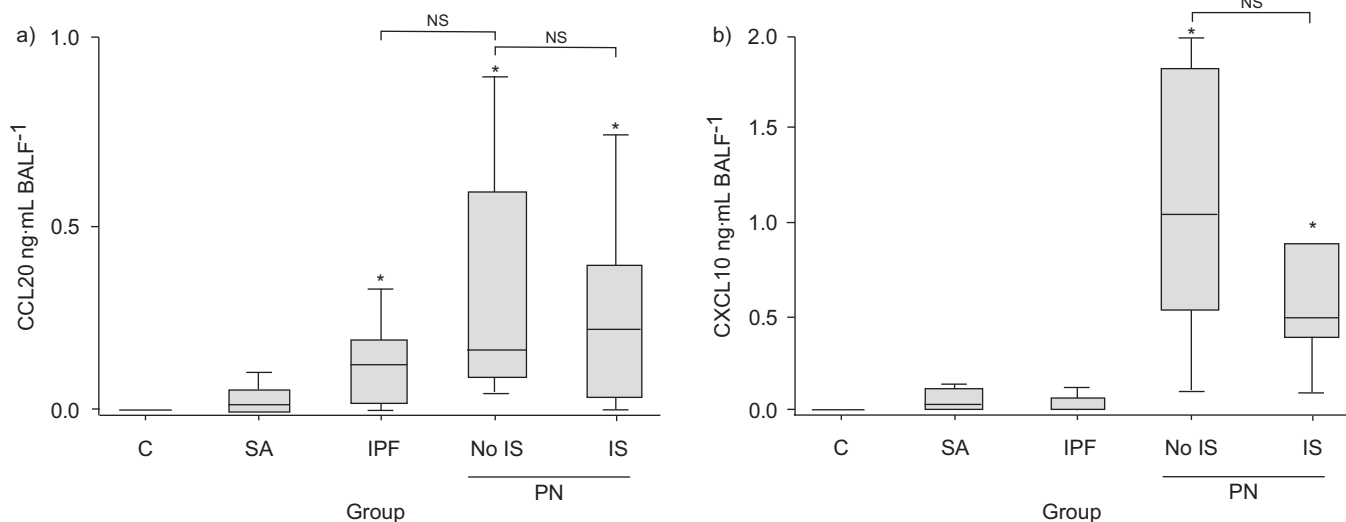 a)
NS
NS
1.0
0.5
0.0
CCL20 ng·mL BALF⁻¹
*
*
*
C SA IPF No IS IS
PN
Group
b)
NS
2.0
1.5
1.0
0.5
0.0
CXCL10 ng·mL BALF⁻¹
*
*
C SA IPF No IS IS
PN
Group